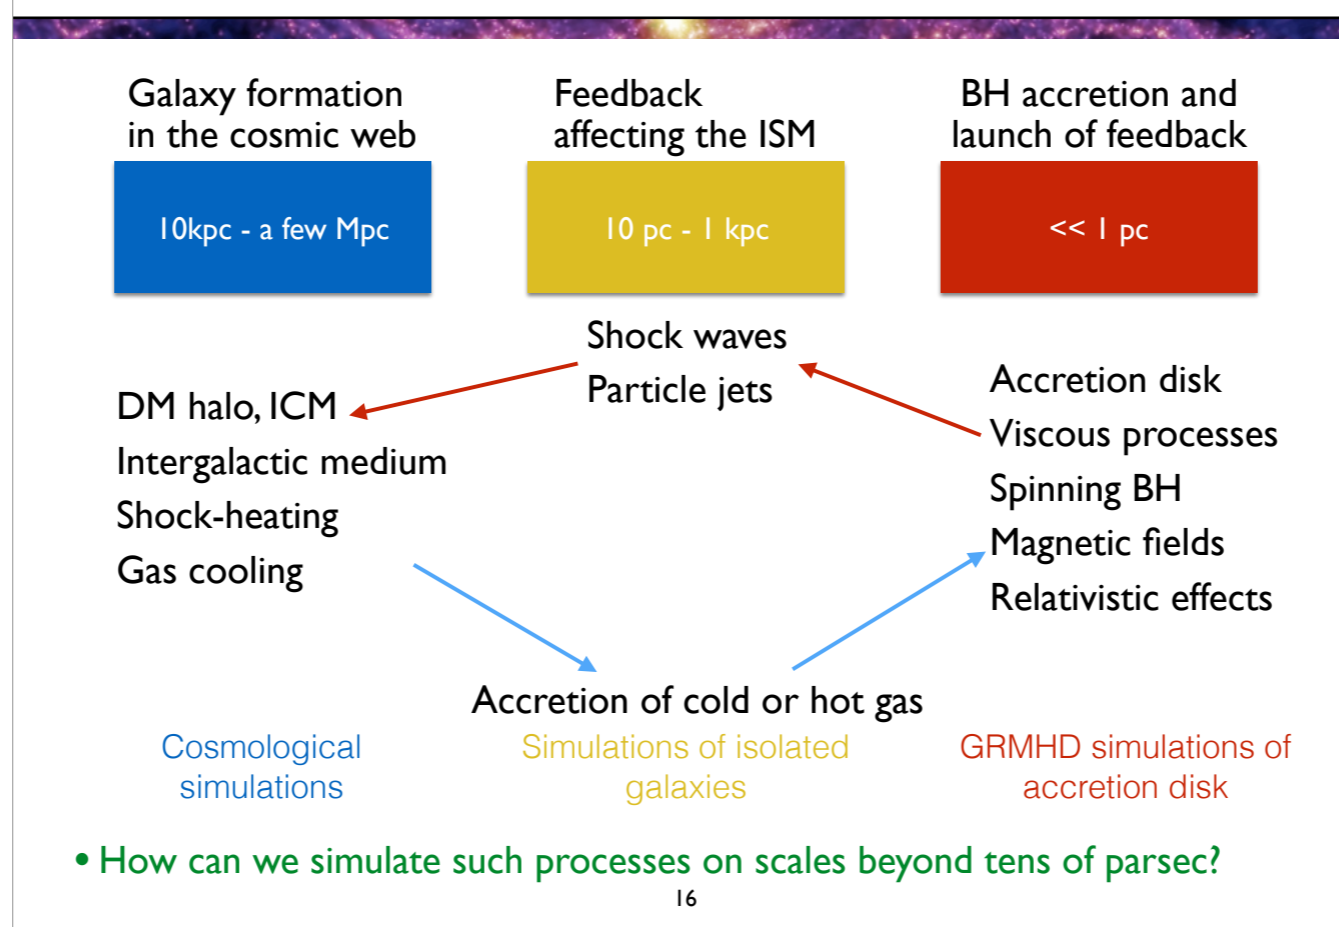 Galaxy formation
in the cosmic web
10kpc - a few Mpc
Feedback
affecting the ISM
10 pc - 1 kpc
BH accretion and
launch of feedback
<< 1 pc
Shock waves
Particle jets
DM halo, ICM
Intergalactic medium
Shock-heating
Gas cooling
Accretion disk
Viscous processes
Spinning BH
Magnetic fields
Relativistic effects
Accretion of cold or hot gas
Cosmological
simulations
Simulations of isolated
galaxies
GRMHD simulations of
accretion disk
• How can we simulate such processes on scales beyond tens of parsec?
16